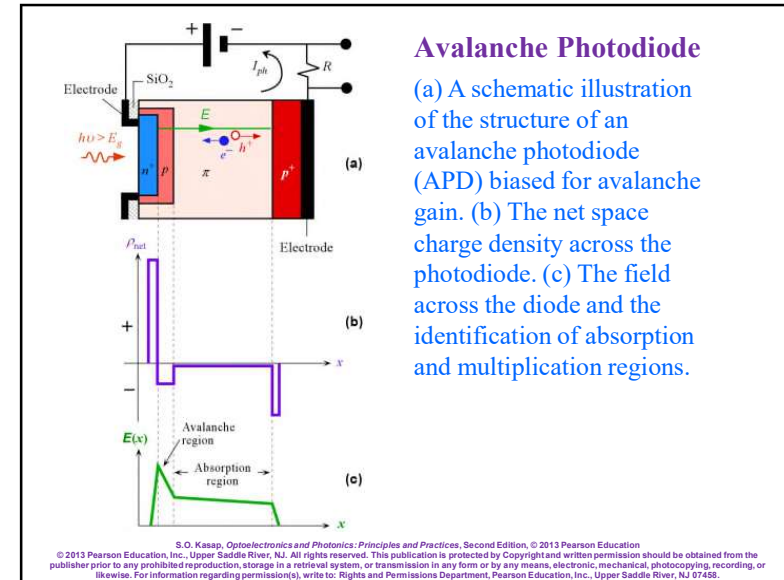 Avalanche Photodiode
(a) A schematic illustration
of the structure of an
avalanche photodiode
(APD) biased for avalanche
gain. (b) The net space
charge density across the
photodiode. (c) The field
across the diode and the
identification of absorption
and multiplication regions.
+ −
I_ph
R
SiO₂
Electrode
E
hυ > E_g
e⁻ h⁺
n⁺ p π p⁺
(a)
Electrode
ρ_net
+
(b)
x
−
E(x)
Avalanche
region
Absorption
region
(c)
x
S.O. Kasap, Optoelectronics and Photonics: Principles and Practices, Second Edition, © 2013 Pearson Education
© 2013 Pearson Education, Inc., Upper Saddle River, NJ. All rights reserved. This publication is protected by Copyright and written permission should be obtained from the
publisher prior to any prohibited reproduction, storage in a retrieval system, or transmission in any form or by any means, electronic, mechanical, photocopying, recording, or
likewise. For information regarding permission(s), write to: Rights and Permissions Department, Pearson Education, Inc., Upper Saddle River, NJ 07458.